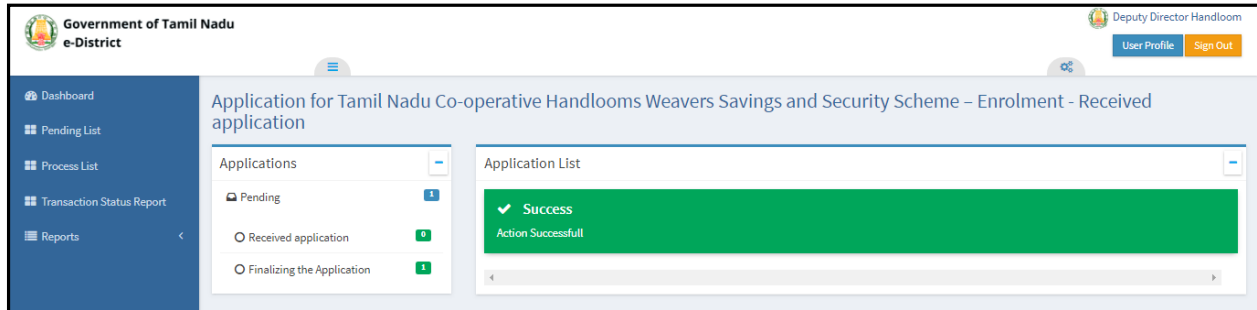 Government of Tamil Nadu
e-District
Deputy Director Handloom
User Profile
Sign Out
Dashboard
Pending List
Process List
Transaction Status Report
Reports
Application for Tamil Nadu Co-operative Handlooms Weavers Savings and Security Scheme – Enrolment - Received
application
Applications
Pending 1
Received application 0
Finalizing the Application 1
Application List
Success
Action Successfull